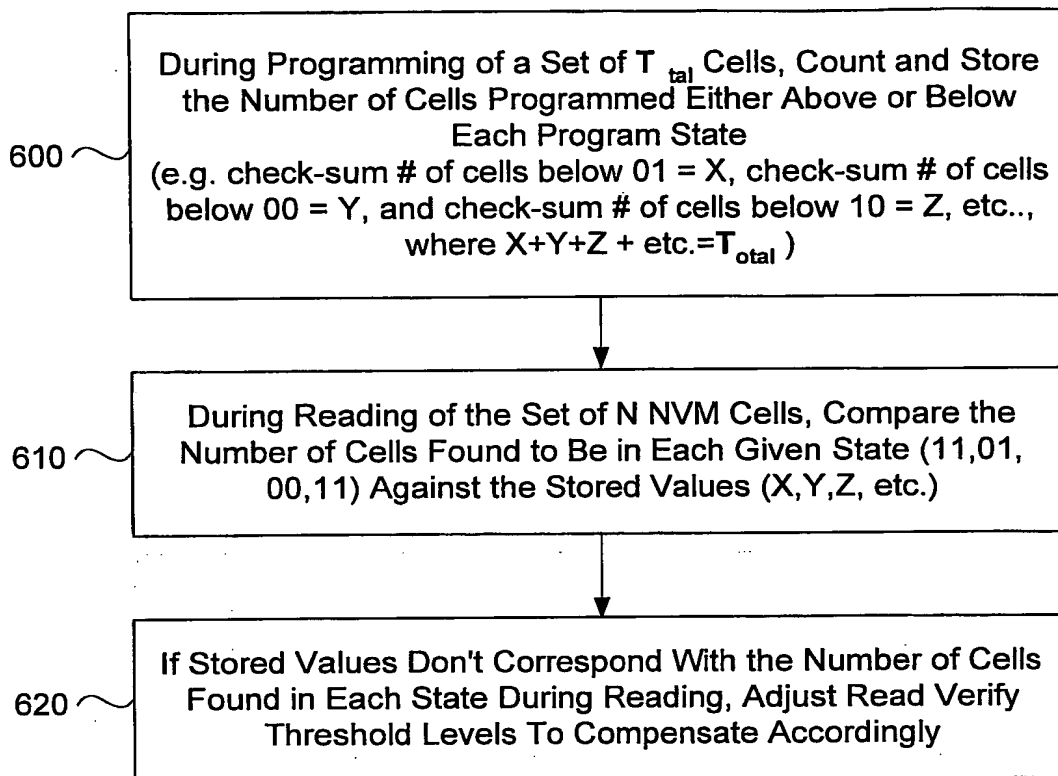 During Programming of a Set of T tal Cells, Count and Store
the Number of Cells Programmed Either Above or Below
Each Program State
(e.g. check-sum # of cells below 01 = X, check-sum # of cells
below 00 = Y, and check-sum # of cells below 10 = Z, etc..,
where X+Y+Z + etc.=Total )
600
During Reading of the Set of N NVM Cells, Compare the
Number of Cells Found to Be in Each Given State (11,01,
00,11) Against the Stored Values (X,Y,Z, etc.)
610
If Stored Values Don't Correspond With the Number of Cells
Found in Each State During Reading, Adjust Read Verify
Threshold Levels To Compensate Accordingly
620